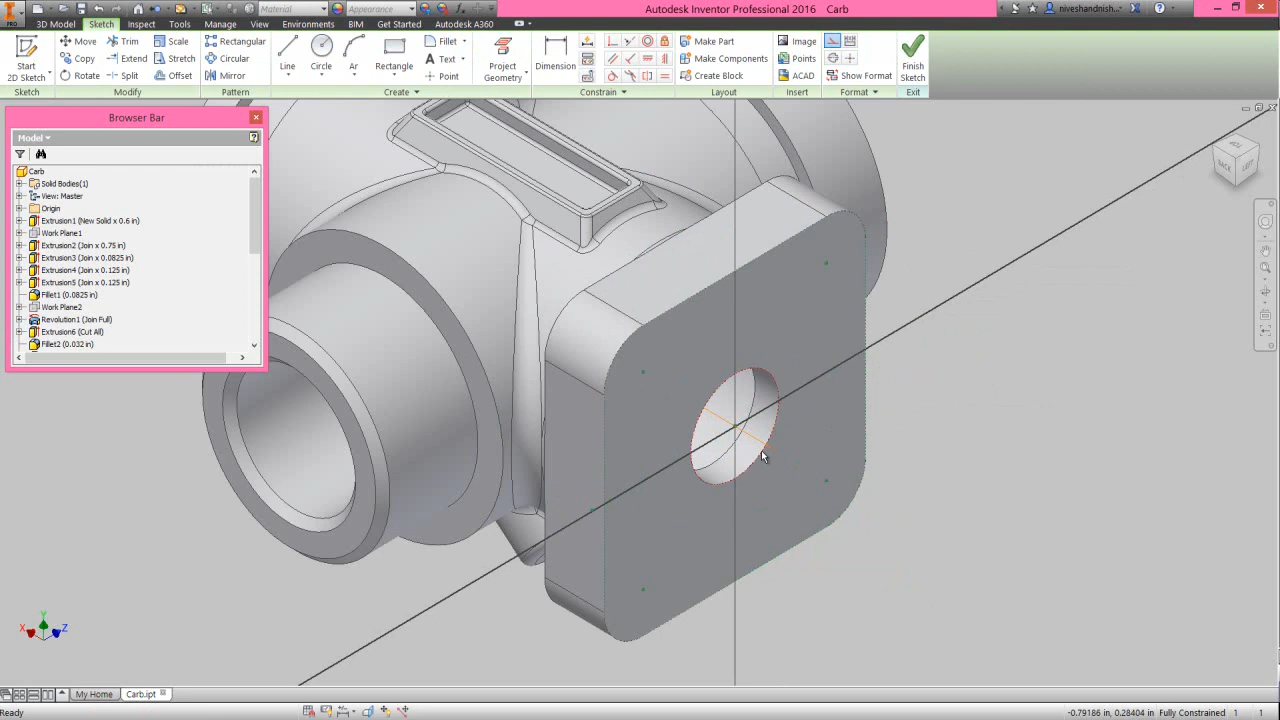 Material
Appearance
Autodesk Inventor Professional 2016 Carb
niveshandnish...
PRO
3D Model
Sketch
Inspect
Tools
Manage
View
Environments
BIM
Get Started
Autodesk A360
Start
2D Sketch
Move
Trim
Scale
Extend
Stretch
Rotate
Split
Offset
Rectangular
Circular
Mirror
Line
Circle
Ar
Rectangle
Fillet
Text
Point
Project
Geometry
Dimension
Make Part
Make Components
Create Block
Image
Points
ACAD
Show Format
Finish
Sketch
Sketch
Modify
Pattern
Create
Constrain
Layout
Insert
Format
Exit
Browser Bar
Model
Carb
Solid Bodies(1)
View: Master
Origin
Extrusion1 (New Solid x 0.6 in)
Work Plane1
Extrusion2 (Join x 0.75 in)
Extrusion3 (Join x 0.0825 in)
Extrusion4 (Join x 0.125 in)
Extrusion5 (Join x 0.125 in)
Fillet1 (0.0825 in)
Work Plane2
Revolution1 (Join Full)
Extrusion6 (Cut All)
Fillet2 (0.032 in)
BACK
LEFT
Y
X
Z
My Home
Carb.ipt
Ready
-0.79186 in, 0.28404 in Fully Constrained 1 1